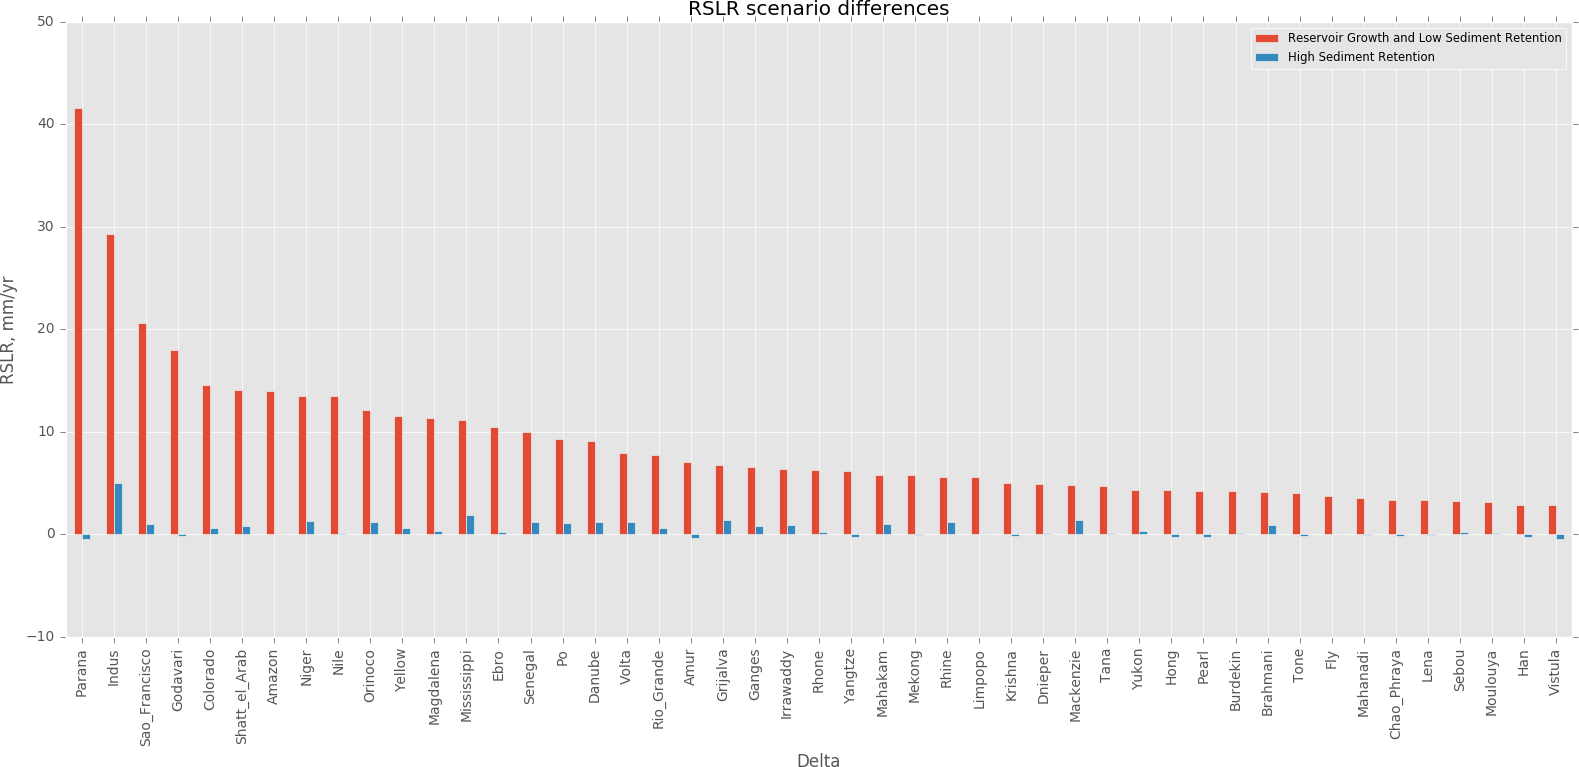 RSLR scenario differences
Reservoir Growth and Low Sediment Retention
High Sediment Retention
50
40
30
20
10
0
−10
RSLR, mm/yr
Parana
Indus
Sao_Francisco
Godavari
Colorado
Shatt_el_Arab
Amazon
Niger
Nile
Orinoco
Yellow
Magdalena
Mississippi
Ebro
Senegal
Po
Danube
Volta
Rio_Grande
Amur
Grijalva
Ganges
Irrawaddy
Rhone
Yangtze
Mahakam
Mekong
Rhine
Limpopo
Krishna
Dnieper
Mackenzie
Tana
Yukon
Hong
Pearl
Burdekin
Brahmani
Tone
Fly
Mahanadi
Chao_Phraya
Lena
Sebou
Moulouya
Han
Vistula
Delta